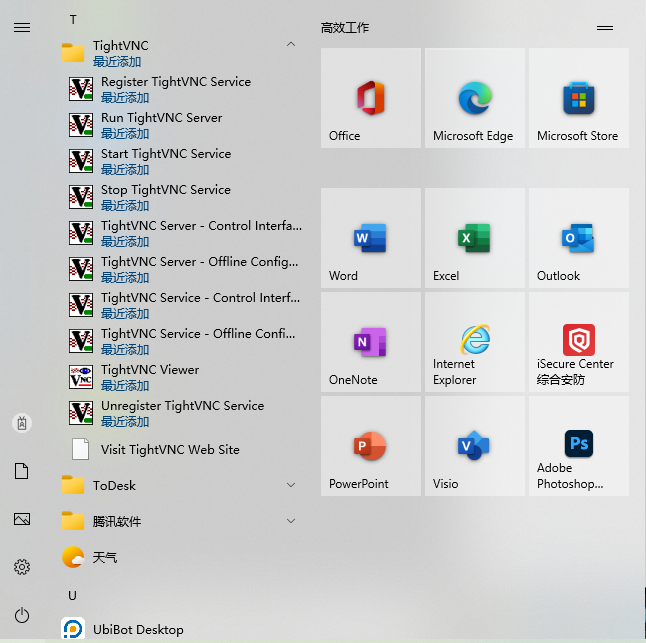 T
TightVNC
最近添加
Register TightVNC Service
最近添加
Run TightVNC Server
最近添加
Start TightVNC Service
最近添加
Stop TightVNC Service
最近添加
TightVNC Server - Control Interfa...
最近添加
TightVNC Server - Offline Config...
最近添加
TightVNC Service - Control Interf...
最近添加
TightVNC Service - Offline Confi...
最近添加
TightVNC Viewer
最近添加
Unregister TightVNC Service
最近添加
Visit TightVNC Web Site
ToDesk
腾讯软件
天气
U
UbiBot Desktop
高效工作
Office
Microsoft Edge
Microsoft Store
Word
Excel
Outlook
OneNote
Internet
Explorer
iSecure Center
综合安防
PowerPoint
Visio
Adobe
Photoshop...